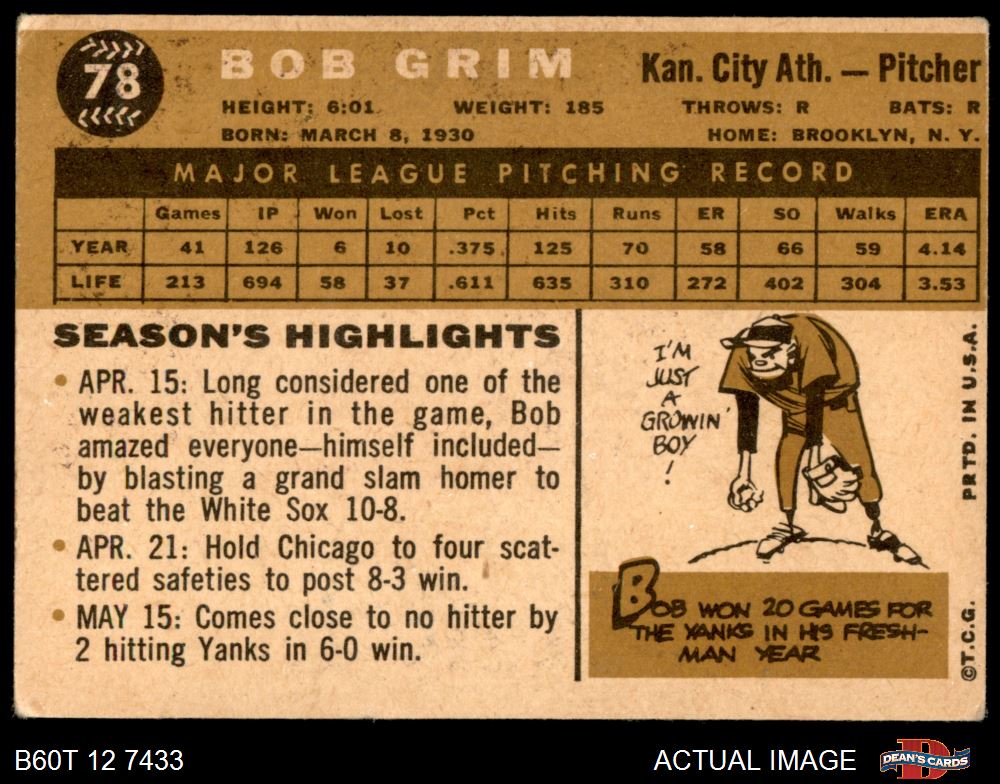 78
BOB GRIM
Kan. City Ath. — Pitcher
HEIGHT: 6:01 WEIGHT: 185 THROWS: R BATS: R
BORN: MARCH 8, 1930 HOME: BROOKLYN, N. Y.
MAJOR LEAGUE PITCHING RECORD
Games IP Won Lost Pct Hits Runs ER SO Walks ERA
YEAR 41 126 6 10 .375 125 70 58 66 59 4.14
LIFE 213 694 58 37 .611 635 310 272 402 304 3.53
SEASON'S HIGHLIGHTS
• APR. 15: Long considered one of the
weakest hitter in the game, Bob
amazed everyone—himself included—
by blasting a grand slam homer to
beat the White Sox 10-8.
• APR. 21: Hold Chicago to four scat-
tered safeties to post 8-3 win.
• MAY 15: Comes close to no hitter by
2 hitting Yanks in 6-0 win.
I'M
JUST
A
GROWIN'
BOY
!
BOB WON 20 GAMES FOR
THE YANKS IN HIS FRESH-
MAN YEAR
PRTD. IN U.S.A.
©T.C.G.
B60T 12 7433
ACTUAL IMAGE
D
DEAN'S CARDS